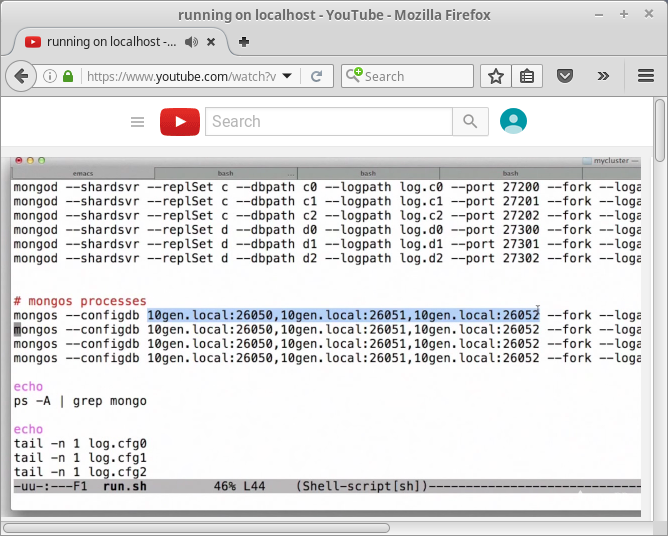 running on localhost - YouTube - Mozilla Firefox
running on localhost -...
https://www.youtube.com/watch?v
Search
Search
emacs
bash
bash
bash
mycluster —
mongod --shardsvr --replSet c --dbpath c0 --logpath log.c0 --port 27200 --fork --loga
mongod --shardsvr --replSet c --dbpath c1 --logpath log.c1 --port 27201 --fork --loga
mongod --shardsvr --replSet c --dbpath c2 --logpath log.c2 --port 27202 --fork --loga
mongod --shardsvr --replSet d --dbpath d0 --logpath log.d0 --port 27300 --fork --loga
mongod --shardsvr --replSet d --dbpath d1 --logpath log.d1 --port 27301 --fork --loga
mongod --shardsvr --replSet d --dbpath d2 --logpath log.d2 --port 27302 --fork --loga
# mongos processes
mongos --configdb 10gen.local:26050,10gen.local:26051,10gen.local:26052 --fork --loga
mongos --configdb 10gen.local:26050,10gen.local:26051,10gen.local:26052 --fork --loga
mongos --configdb 10gen.local:26050,10gen.local:26051,10gen.local:26052 --fork --loga
mongos --configdb 10gen.local:26050,10gen.local:26051,10gen.local:26052 --fork --loga
echo
ps -A | grep mongo
echo
tail -n 1 log.cfg0
tail -n 1 log.cfg1
tail -n 1 log.cfg2
-uu-:---F1 run.sh 46% L44 (Shell-script[sh])------------------------------